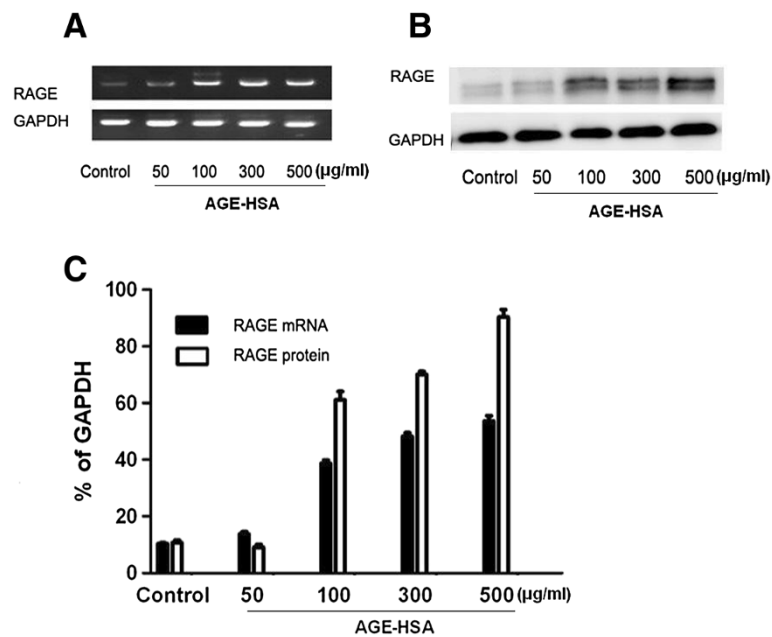 A
RAGE
GAPDH
Control 50 100 300 500 (µg/ml)
AGE-HSA
B
RAGE
GAPDH
Control 50 100 300 500 (µg/ml)
AGE-HSA
C
% of GAPDH
100
80
60
40
20
0
RAGE mRNA
RAGE protein
Control 50 100 300 500 (µg/ml)
AGE-HSA